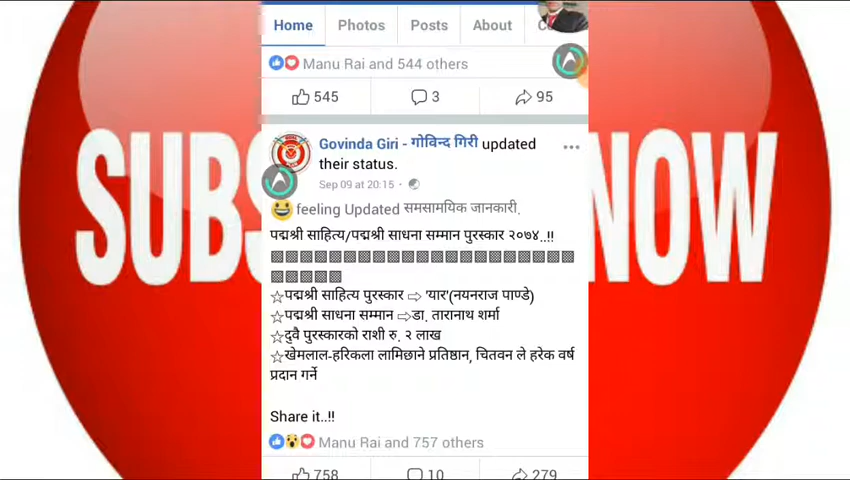 Home Photos Posts About
Manu Rai and 544 others
545 3 95
SUBS NOW
Govinda Giri - गोविन्द गिरी updated
their status.
Sep 09 at 20:15
feeling Updated समसामयिक जानकारी.
पद्मश्री साहित्य/पद्मश्री साधना सम्मान पुरस्कार २०७४..!!
☆पद्मश्री साहित्य पुरस्कार ⇨ 'यार'(नयनराज पाण्डे)
☆पद्मश्री साधना सम्मान ⇨डा. तारानाथ शर्मा
☆दुवै पुरस्कारको राशी रु. २ लाख
☆खेमलाल-हरिकला लामिछाने प्रतिष्ठान, चितवन ले हरेक वर्ष
प्रदान गर्ने
Share it..!!
Manu Rai and 757 others
758 10 279